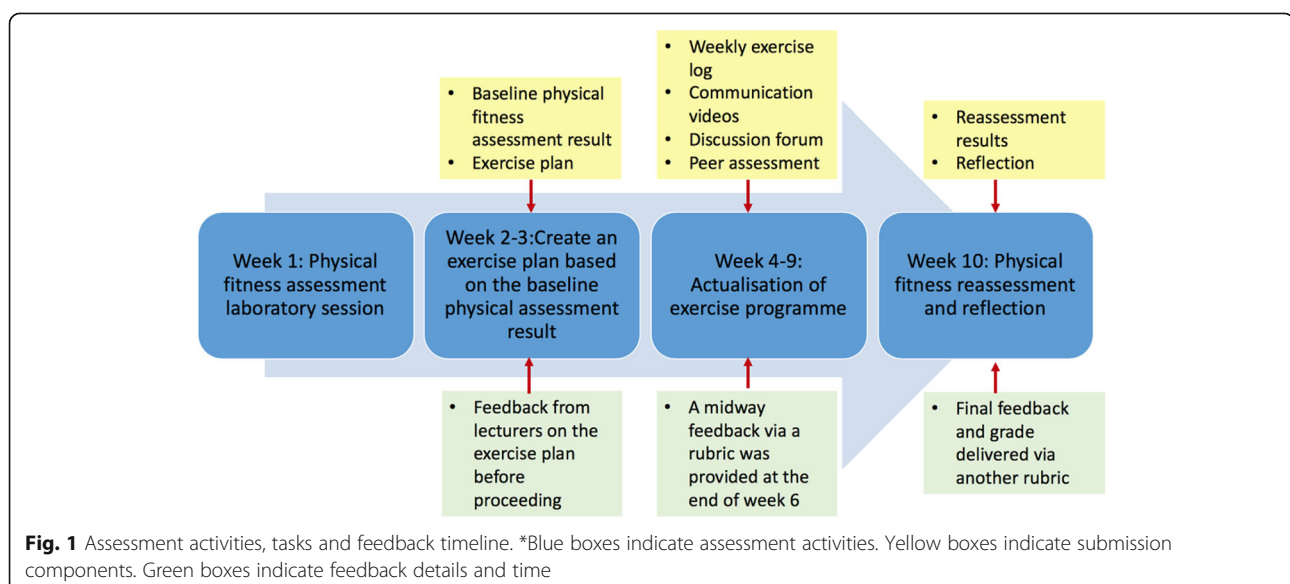 • Baseline physical
fitness
assessment result
• Exercise plan
• Weekly exercise
log
• Communication
videos
• Discussion forum
• Peer assessment
• Reassessment
results
• Reflection
Week 1: Physical
fitness assessment
laboratory session
Week 2-3:Create an
exercise plan based
on the baseline
physical assessment
result
Week 4-9:
Actualisation of
exercise programme
Week 10: Physical
fitness reassessment
and reflection
• Feedback from
lecturers on the
exercise plan
before
proceeding
• A midway
feedback via a
rubric was
provided at the
end of week 6
• Final feedback
and grade
delivered via
another rubric
Fig. 1 Assessment activities, tasks and feedback timeline. *Blue boxes indicate assessment activities. Yellow boxes indicate submission
components. Green boxes indicate feedback details and time